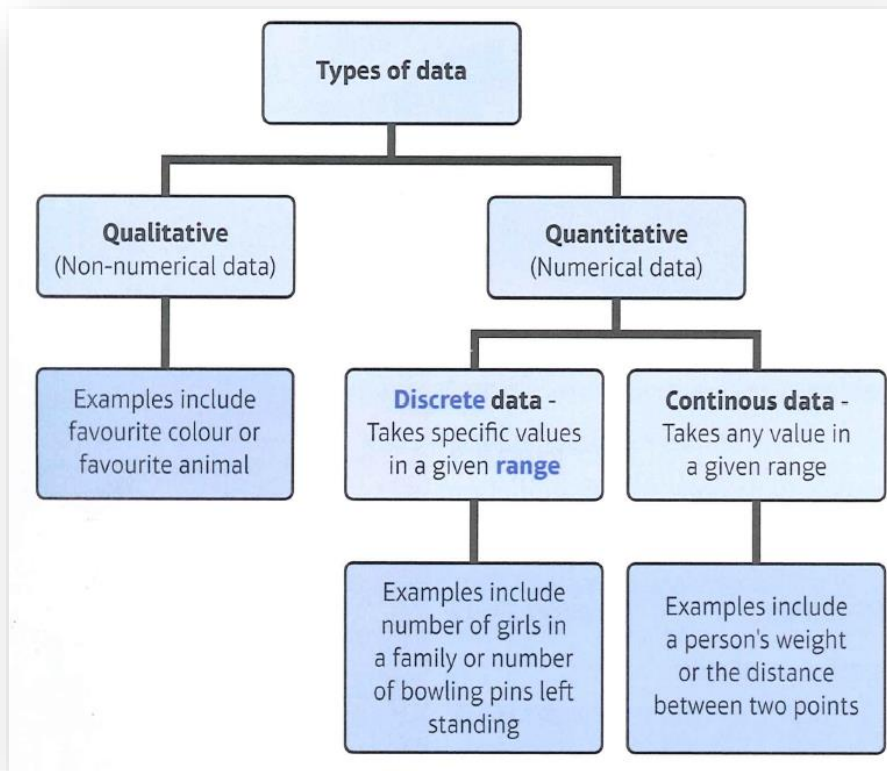 Types of data
Qualitative
(Non-numerical data)
Quantitative
(Numerical data)
Examples include
favourite colour or
favourite animal
Discrete data -
Takes specific values
in a given range
Continous data -
Takes any value in
a given range
Examples include
number of girls in
a family or number
of bowling pins left
standing
Examples include
a person's weight
or the distance
between two points